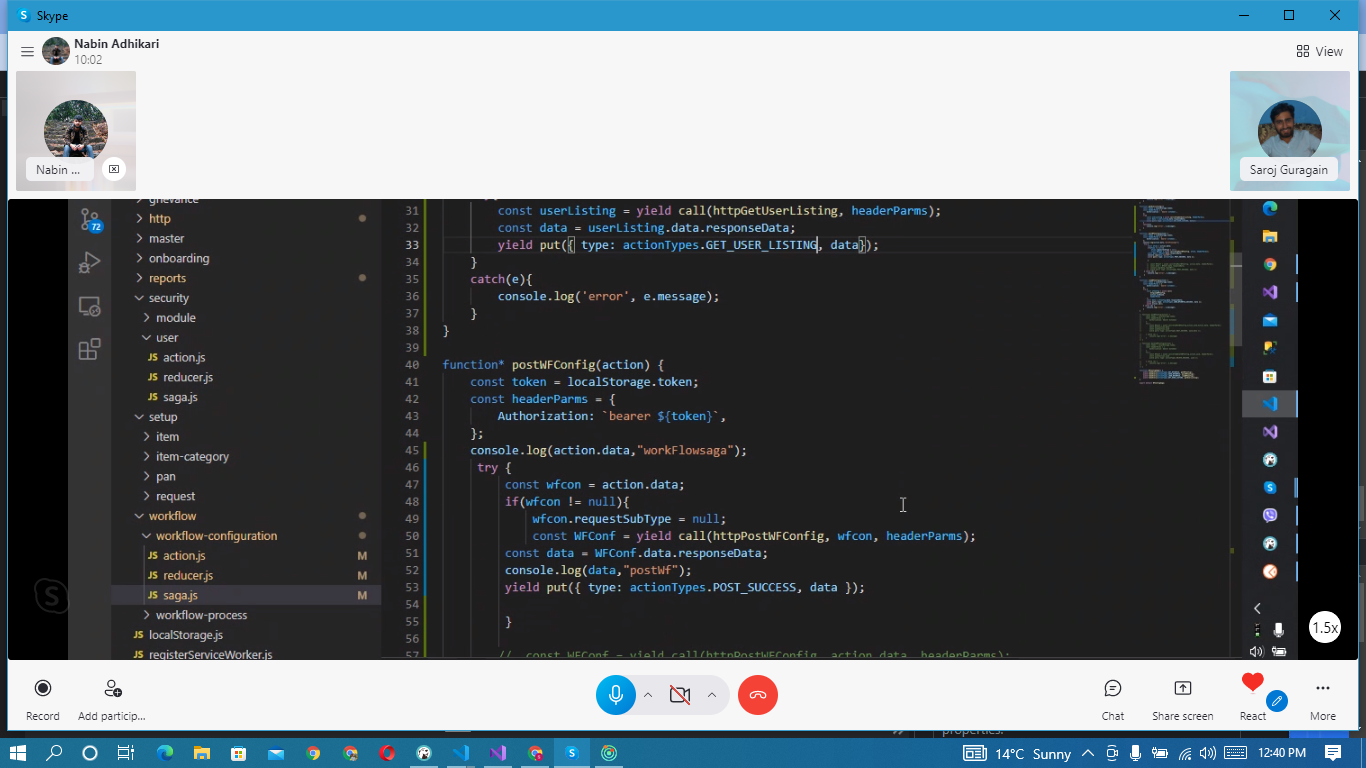 Skype
Nabin Adhikari
10:02
View
Nabin ...
Saroj Guragain
72
grievance
http
master
onboarding
reports
security
module
user
JS action.js
JS reducer.js
JS saga.js
setup
item
item-category
pan
request
workflow
workflow-configuration
JS action.js M
JS reducer.js M
JS saga.js M
workflow-process
JS localStorage.js
JS registerServiceWorker.js
31 const userListing = yield call(httpGetUserListing, headerParms);
32 const data = userListing.data.responseData;
33 yield put({ type: actionTypes.GET_USER_LISTING, data});
34 }
35 catch(e){
36 console.log('error', e.message);
37 }
38 }
39
40 function* postWFConfig(action) {
41 const token = localStorage.token;
42 const headerParms = {
43 Authorization: `bearer ${token}`,
44 };
45 console.log(action.data,"workFlowsaga");
46 try {
47 const wfcon = action.data;
48 if(wfcon != null){
49 wfcon.requestSubType = null;
50 const WFConf = yield call(httpPostWFConfig, wfcon, headerParms);
51 const data = WFConf.data.responseData;
52 console.log(data,"postWf");
53 yield put({ type: actionTypes.POST_SUCCESS, data });
54
55 }
56
57 // const WFConf = yield call(httpPostWFConfig, action.data, headerParms);
1.5x
Record
Add particip...
Chat
Share screen
React
More
properties.
14°C Sunny
12:40 PM